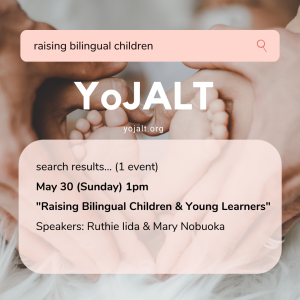 raising bilingual children
YoJALT
yojalt.org
search results... (1 event)
May 30 (Sunday) 1pm
"Raising Bilingual Children & Young Learners"
Speakers: Ruthie Iida & Mary Nobuoka